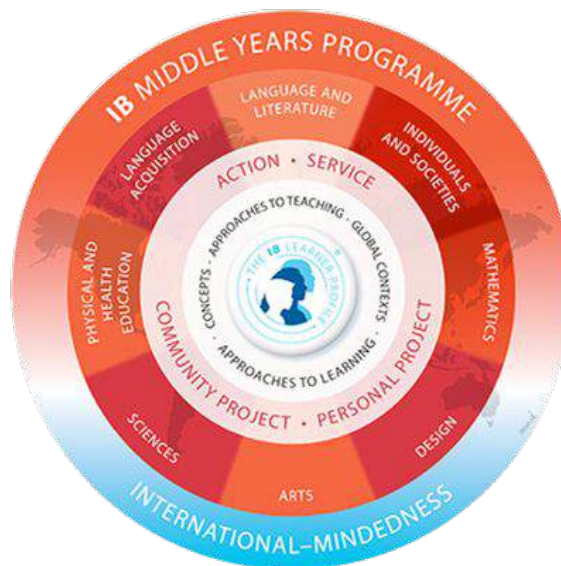 IB MIDDLE YEARS PROGRAMME
LANGUAGE AND
LITERATURE
INDIVIDUALS
AND SOCIETIES
MATHEMATICS
DESIGN
ARTS
SCIENCES
PHYSICAL AND
HEALTH
EDUCATION
LANGUAGE
ACQUISITION
ACTION · SERVICE
COMMUNITY PROJECT · PERSONAL PROJECT
· APPROACHES TO TEACHING · GLOBAL CONTEXTS ·
APPROACHES TO LEARNING ·
CONCEPTS
THE IB LEARNER PROFILE
®
INTERNATIONAL–MINDEDNESS